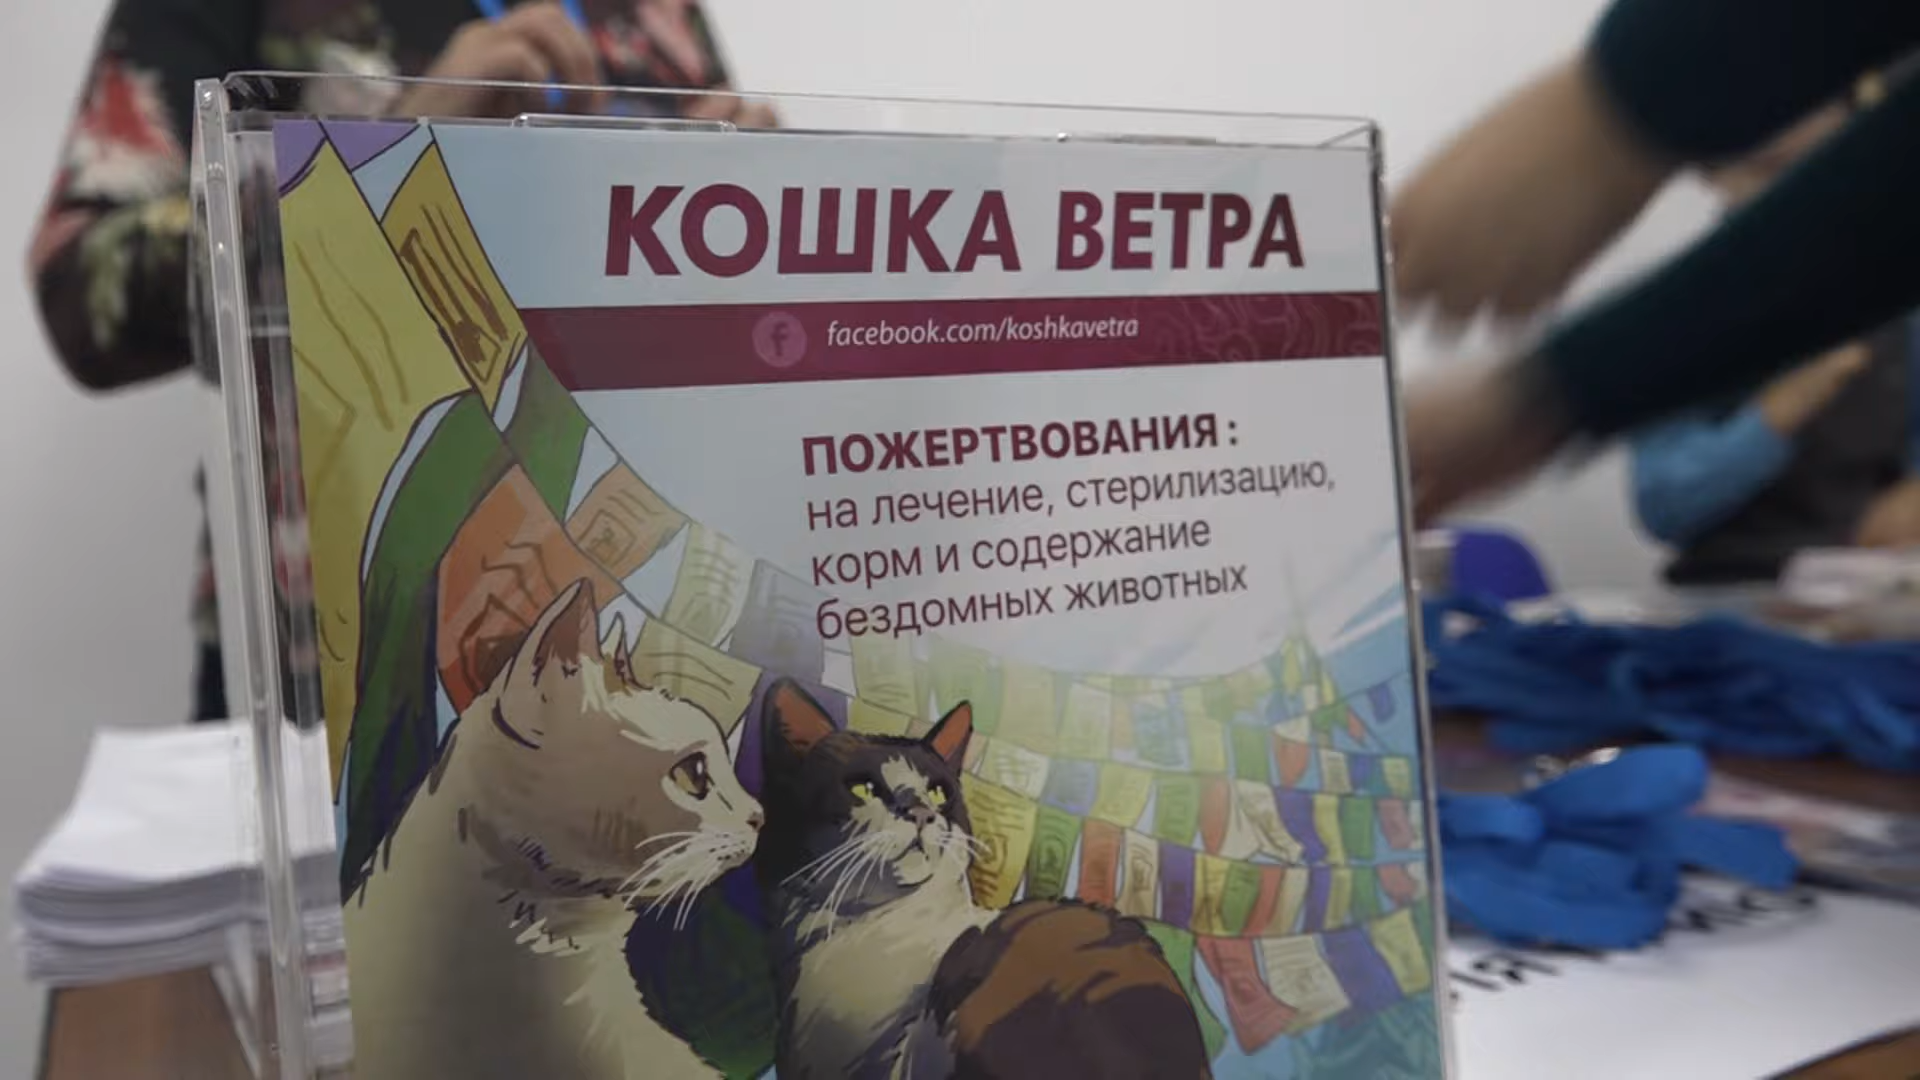 КОШКА ВЕТРА
f facebook.com/koshkavetra
ПОЖЕРТВОВАНИЯ:
на лечение, стерилизацию,
корм и содержание
бездомных животных